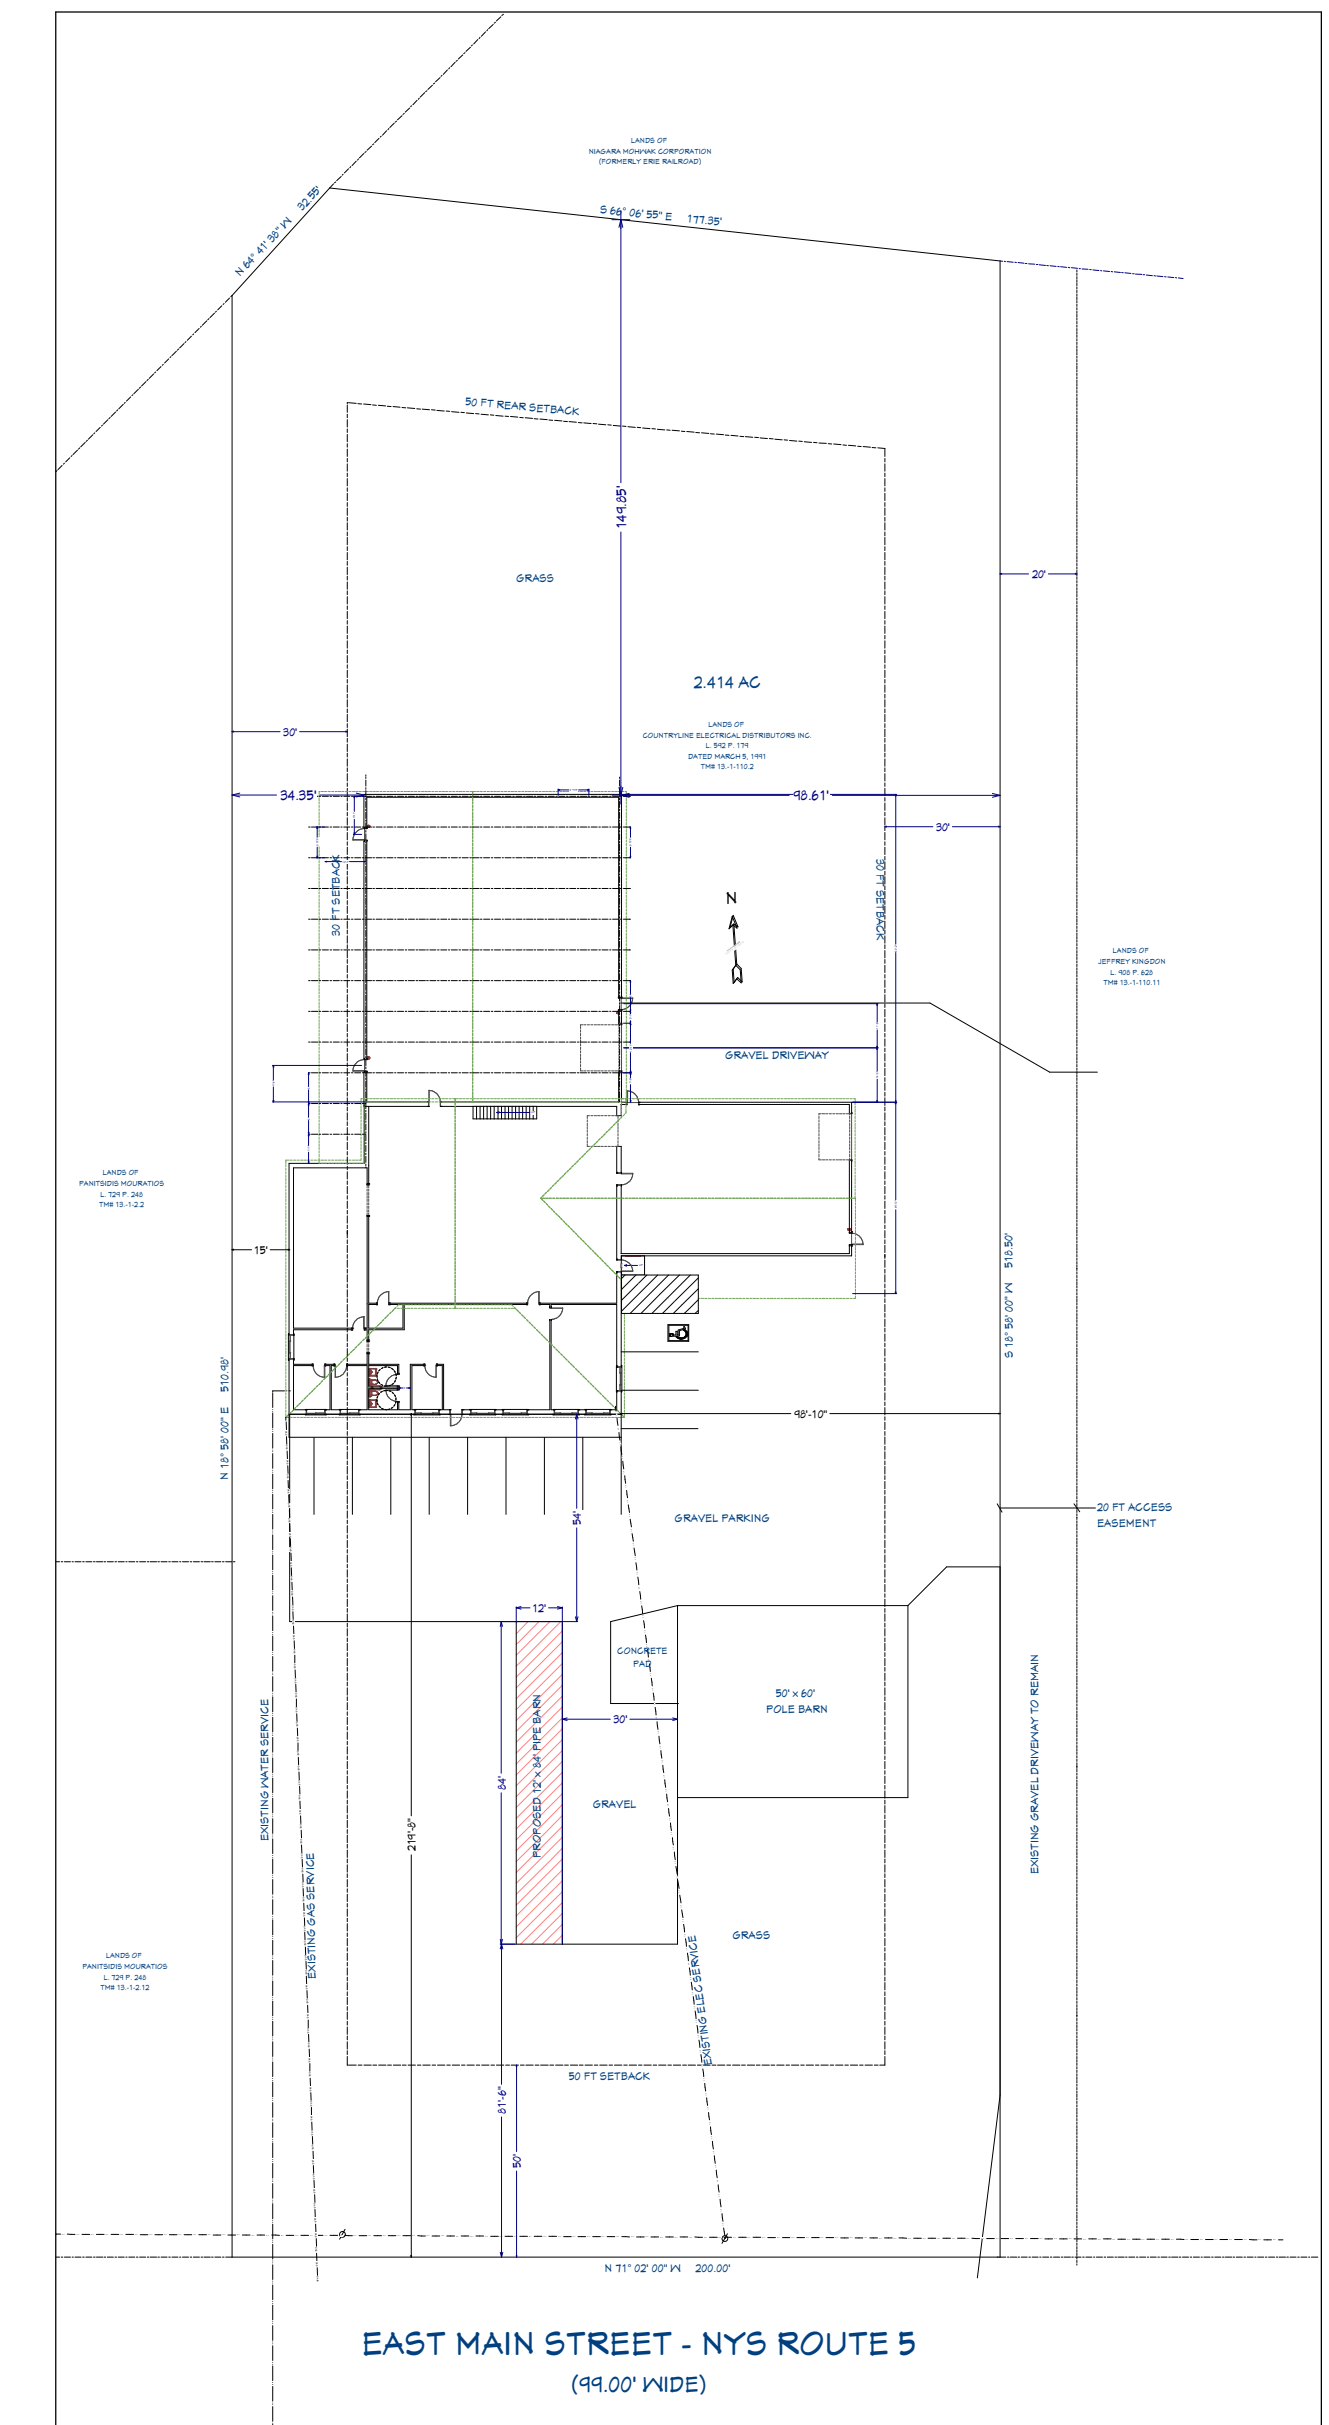 LANDS OF
NIAGARA MOHWAK CORPORATION
(FORMERLY ERIE RAILROAD)
N 64° 41' 38" W 32.55'
S 66° 06' 55" E 177.35'
50 FT REAR SETBACK
149.85'
GRASS
20'
2.414 AC
LANDS OF
COUNTRYLINE ELECTRICAL DISTRIBUTORS INC.
L. 592 P. 179
DATED MARCH 5, 1991
TM# 13.-1-110.2
30'
34.35'
98.61'
30'
30 FT SETBACK
30 FT SETBACK
N
LANDS OF
JEFFREY KINGDON
L. 908 P. 628
TM# 13.-1-110.11
GRAVEL DRIVEWAY
LANDS OF
PANITSIDIS MOURATIOS
L. 729 P. 248
TM# 13.-1-2.2
15'
S 18° 58' 00" W 518.50'
N 18° 58' 00" E 510.98'
98'-10"
20 FT ACCESS
EASEMENT
54'
GRAVEL PARKING
12'
CONCRETE
PAD
50' x 60'
POLE BARN
30'
PROPOSED 12' x 84' PIPE BARN
84'
GRAVEL
219'-8"
EXISTING WATER SERVICE
EXISTING GAS SERVICE
EXISTING GRAVEL DRIVEWAY TO REMAIN
GRASS
EXISTING ELEC SERVICE
LANDS OF
PANITSIDIS MOURATIOS
L. 729 P. 248
TM# 13.-1-2.12
50 FT SETBACK
81'-6"
50'
N 71° 02' 00" W 200.00'
EAST MAIN STREET - NYS ROUTE 5
(99.00' WIDE)